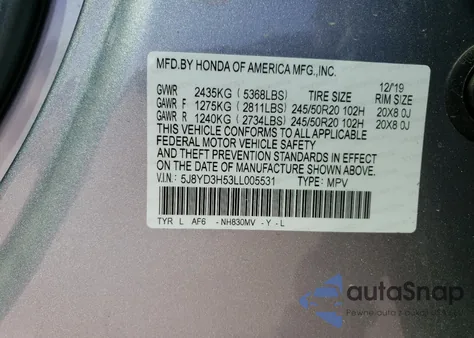 MFD.BY HONDA OF AMERICA MFG.,INC.
12/19
GVWR 2435KG (5368LBS) TIRE SIZE RIM SIZE
GAWR F 1275KG (2811LBS) 245/50R20 102H 20X8.0J
GAWR R 1240KG (2734LBS) 245/50R20 102H 20X8.0J
THIS VEHICLE CONFORMS TO ALL APPLICABLE
FEDERAL MOTOR VEHICLE SAFETY
AND THEFT PREVENTION STANDARDS IN EFFECT
ON THE DATE OF MANUFACTURE SHOWN ABOVE.
V.I.N: 5J8YD3H53LL005531 TYPE: MPV
TYR L AF6 - NH830MV - Y - L
autaSnap